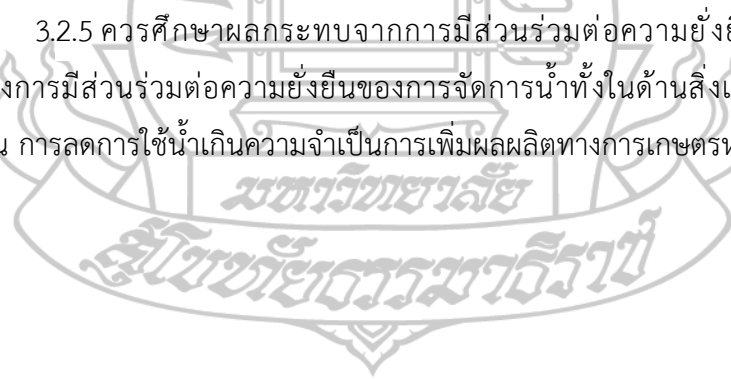 3.2.5 ควรศึกษาผลกระทบจากการมีส่วนร่วมต่อความยั่ง
งการมีส่วนร่วมต่อความยั่งยืนของการจัดการน้ำทั้งในด้านสิ่งแ
น การลดการใช้น้ำเกินความจำเป็นการเพิ่มผลผลิตทางการเกษตรห
มหาวิทยาลัย
สุโขทัยธรรมาธิราช